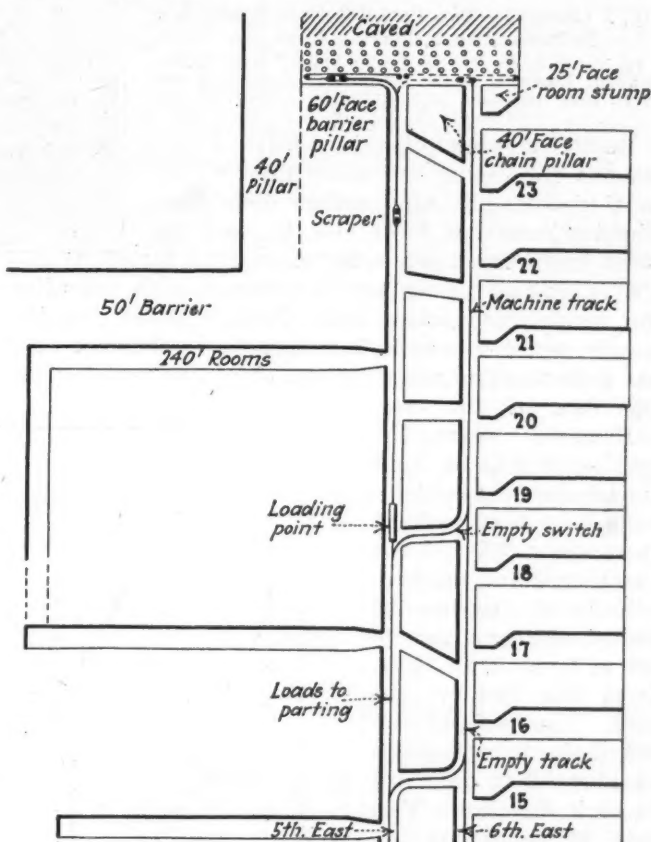 Caved
25' Face
room stump
60' Face
barrier
pillar
40' Face
chain pillar
40'
Pillar
23
Scraper
22
50' Barrier
Machine track
21
240' Rooms
20
19
Loading
point
Empty switch
18
17
Loads to
parting
16
Empty track
15
5th. East
6th. East